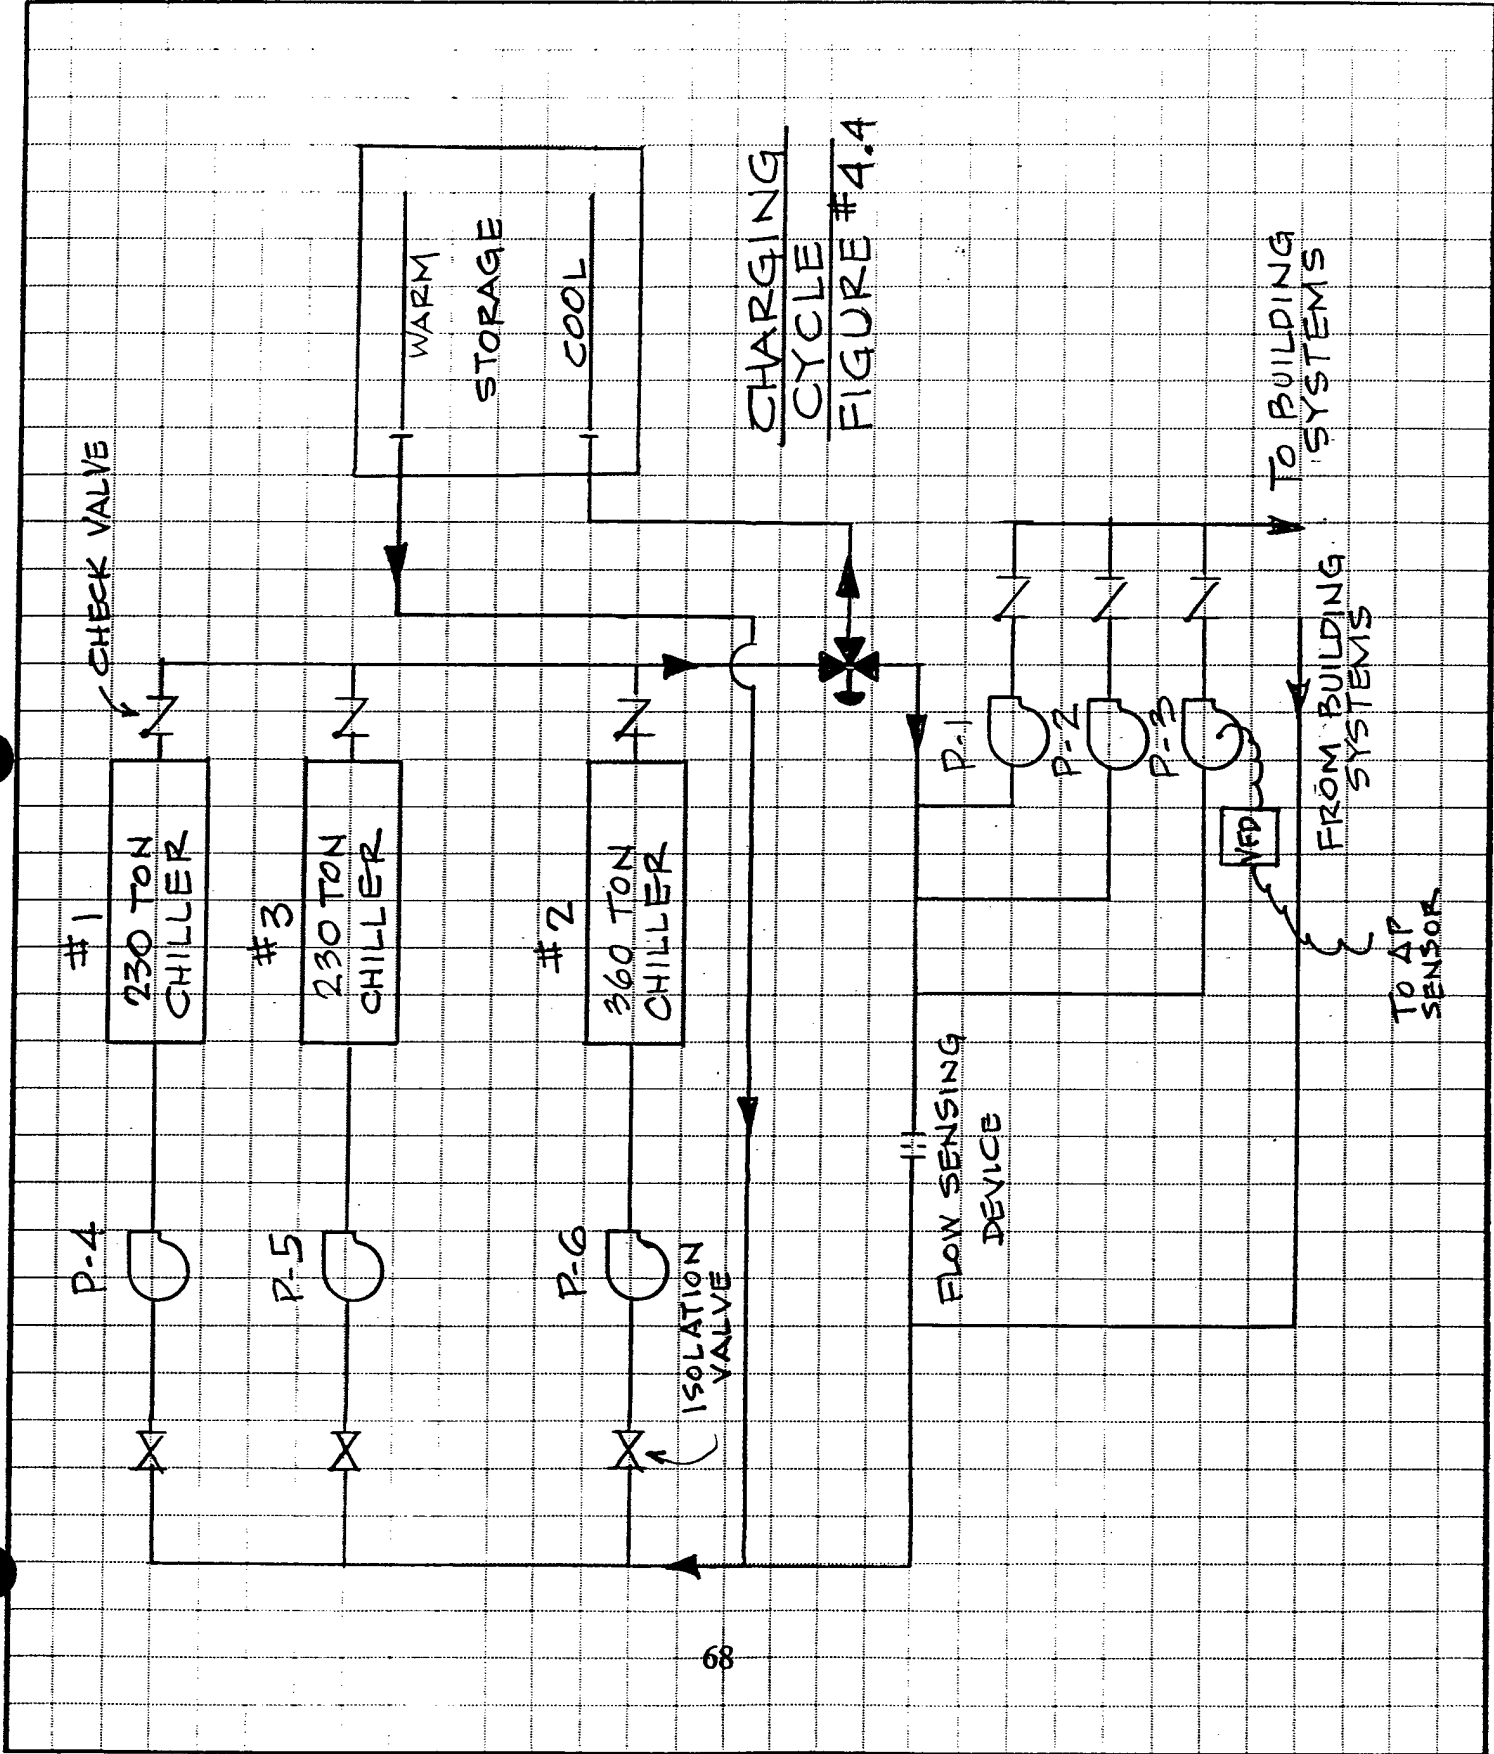 CHECK VALVE
#1
230 TON
CHILLER
#3
230 TON
CHILLER
#2
360 TON
CHILLER
P-4
P-5
P-6
ISOLATION
VALVE
WARM
STORAGE
COOL
CHARGING
CYCLE
FIGURE #4.4
P-1
P-2
P-3
VFD
FLOW SENSING
DEVICE
TO BUILDING
SYSTEMS
FROM BUILDING
SYSTEMS
TO ΔP
SENSOR
68